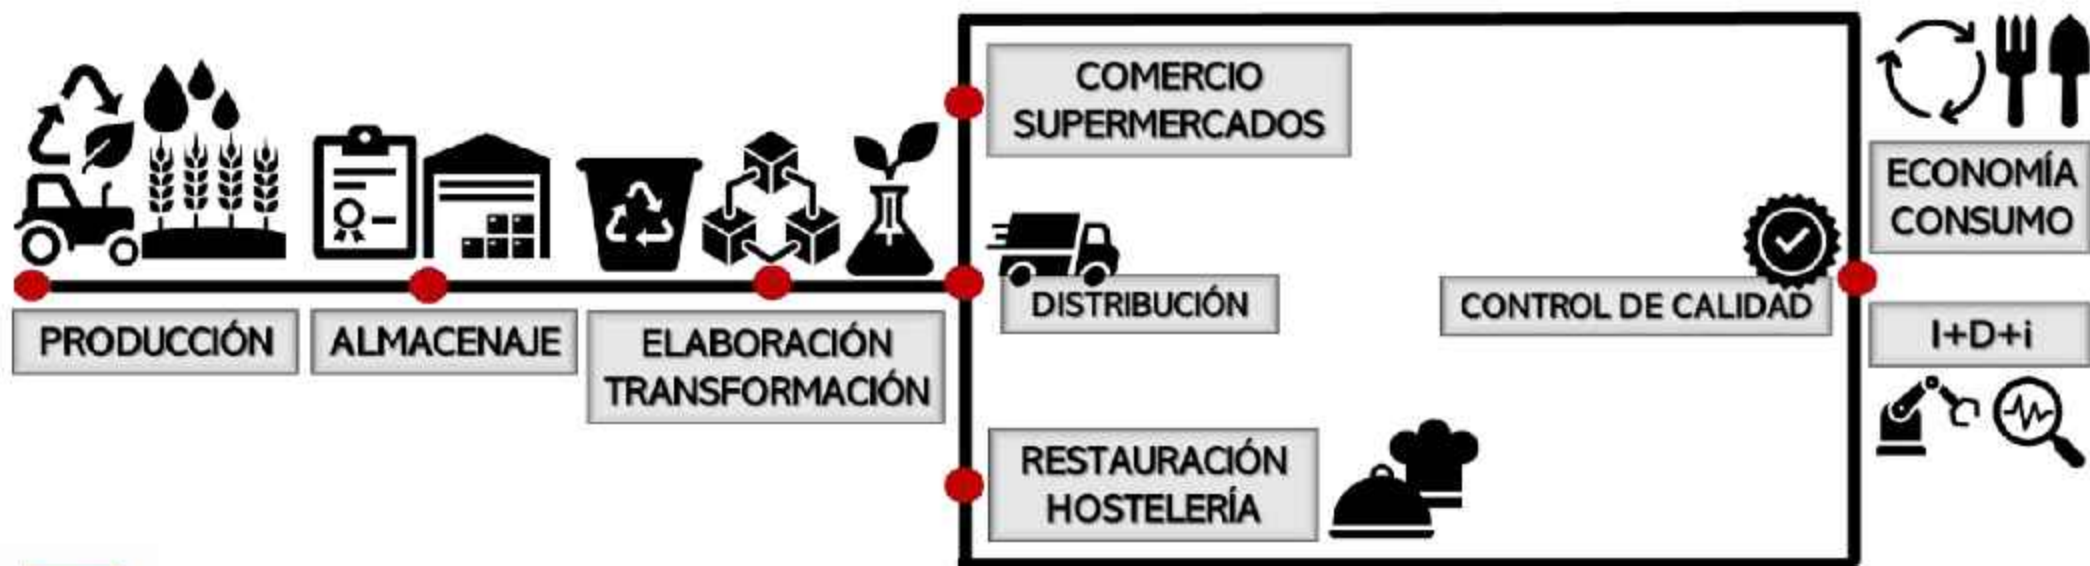 PRODUCCIÓN
ALMACENAJE
ELABORACIÓN
TRANSFORMACIÓN
COMERCIO
SUPERMERCADOS
DISTRIBUCIÓN
RESTAURACIÓN
HOSTELERÍA
CONTROL DE CALIDAD
ECONOMÍA
CONSUMO
I+D+i